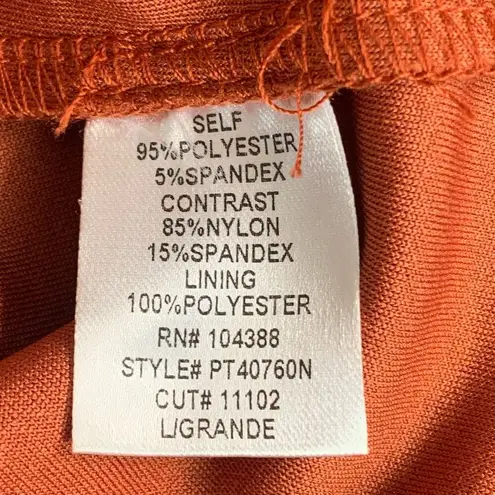 SELF
95%POLYESTER
5%SPANDEX
CONTRAST
85%NYLON
15%SPANDEX
LINING
100%POLYESTER
RN# 104388
STYLE# PT40760N
CUT# 11102
L/GRANDE